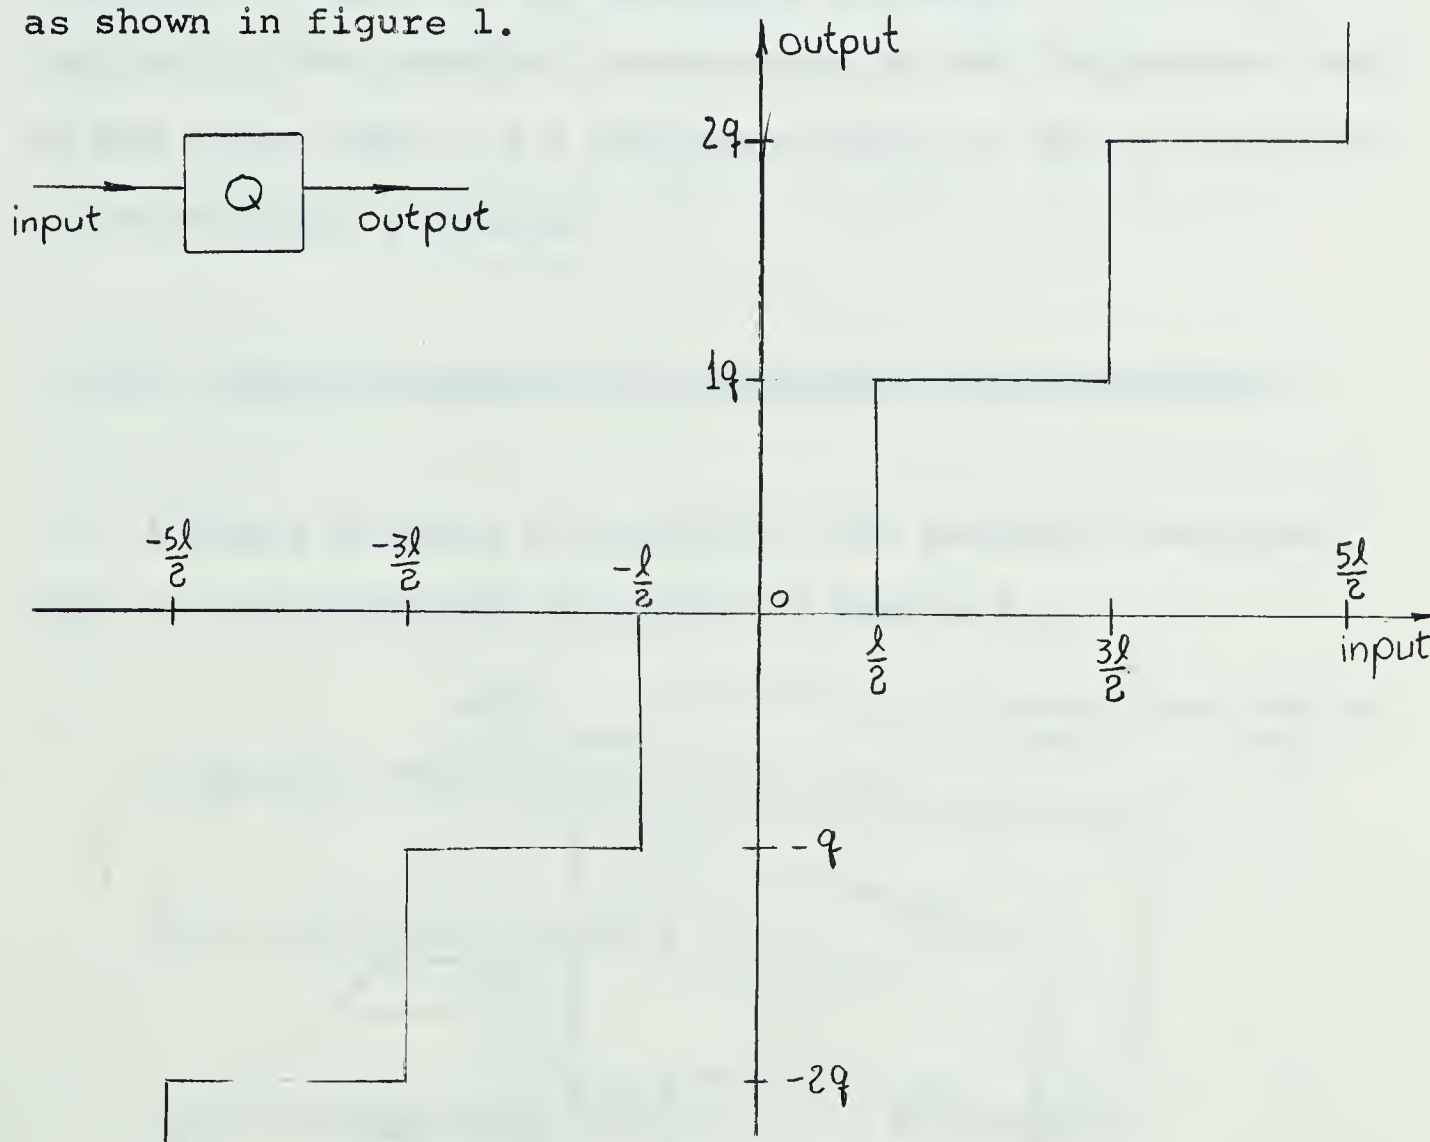 as shown in figure 1.
output
2q
Q
input
output
1q
-5l/2
-3l/2
-l/2
0
5l/2
l/2
3l/2
input
-q
-2q